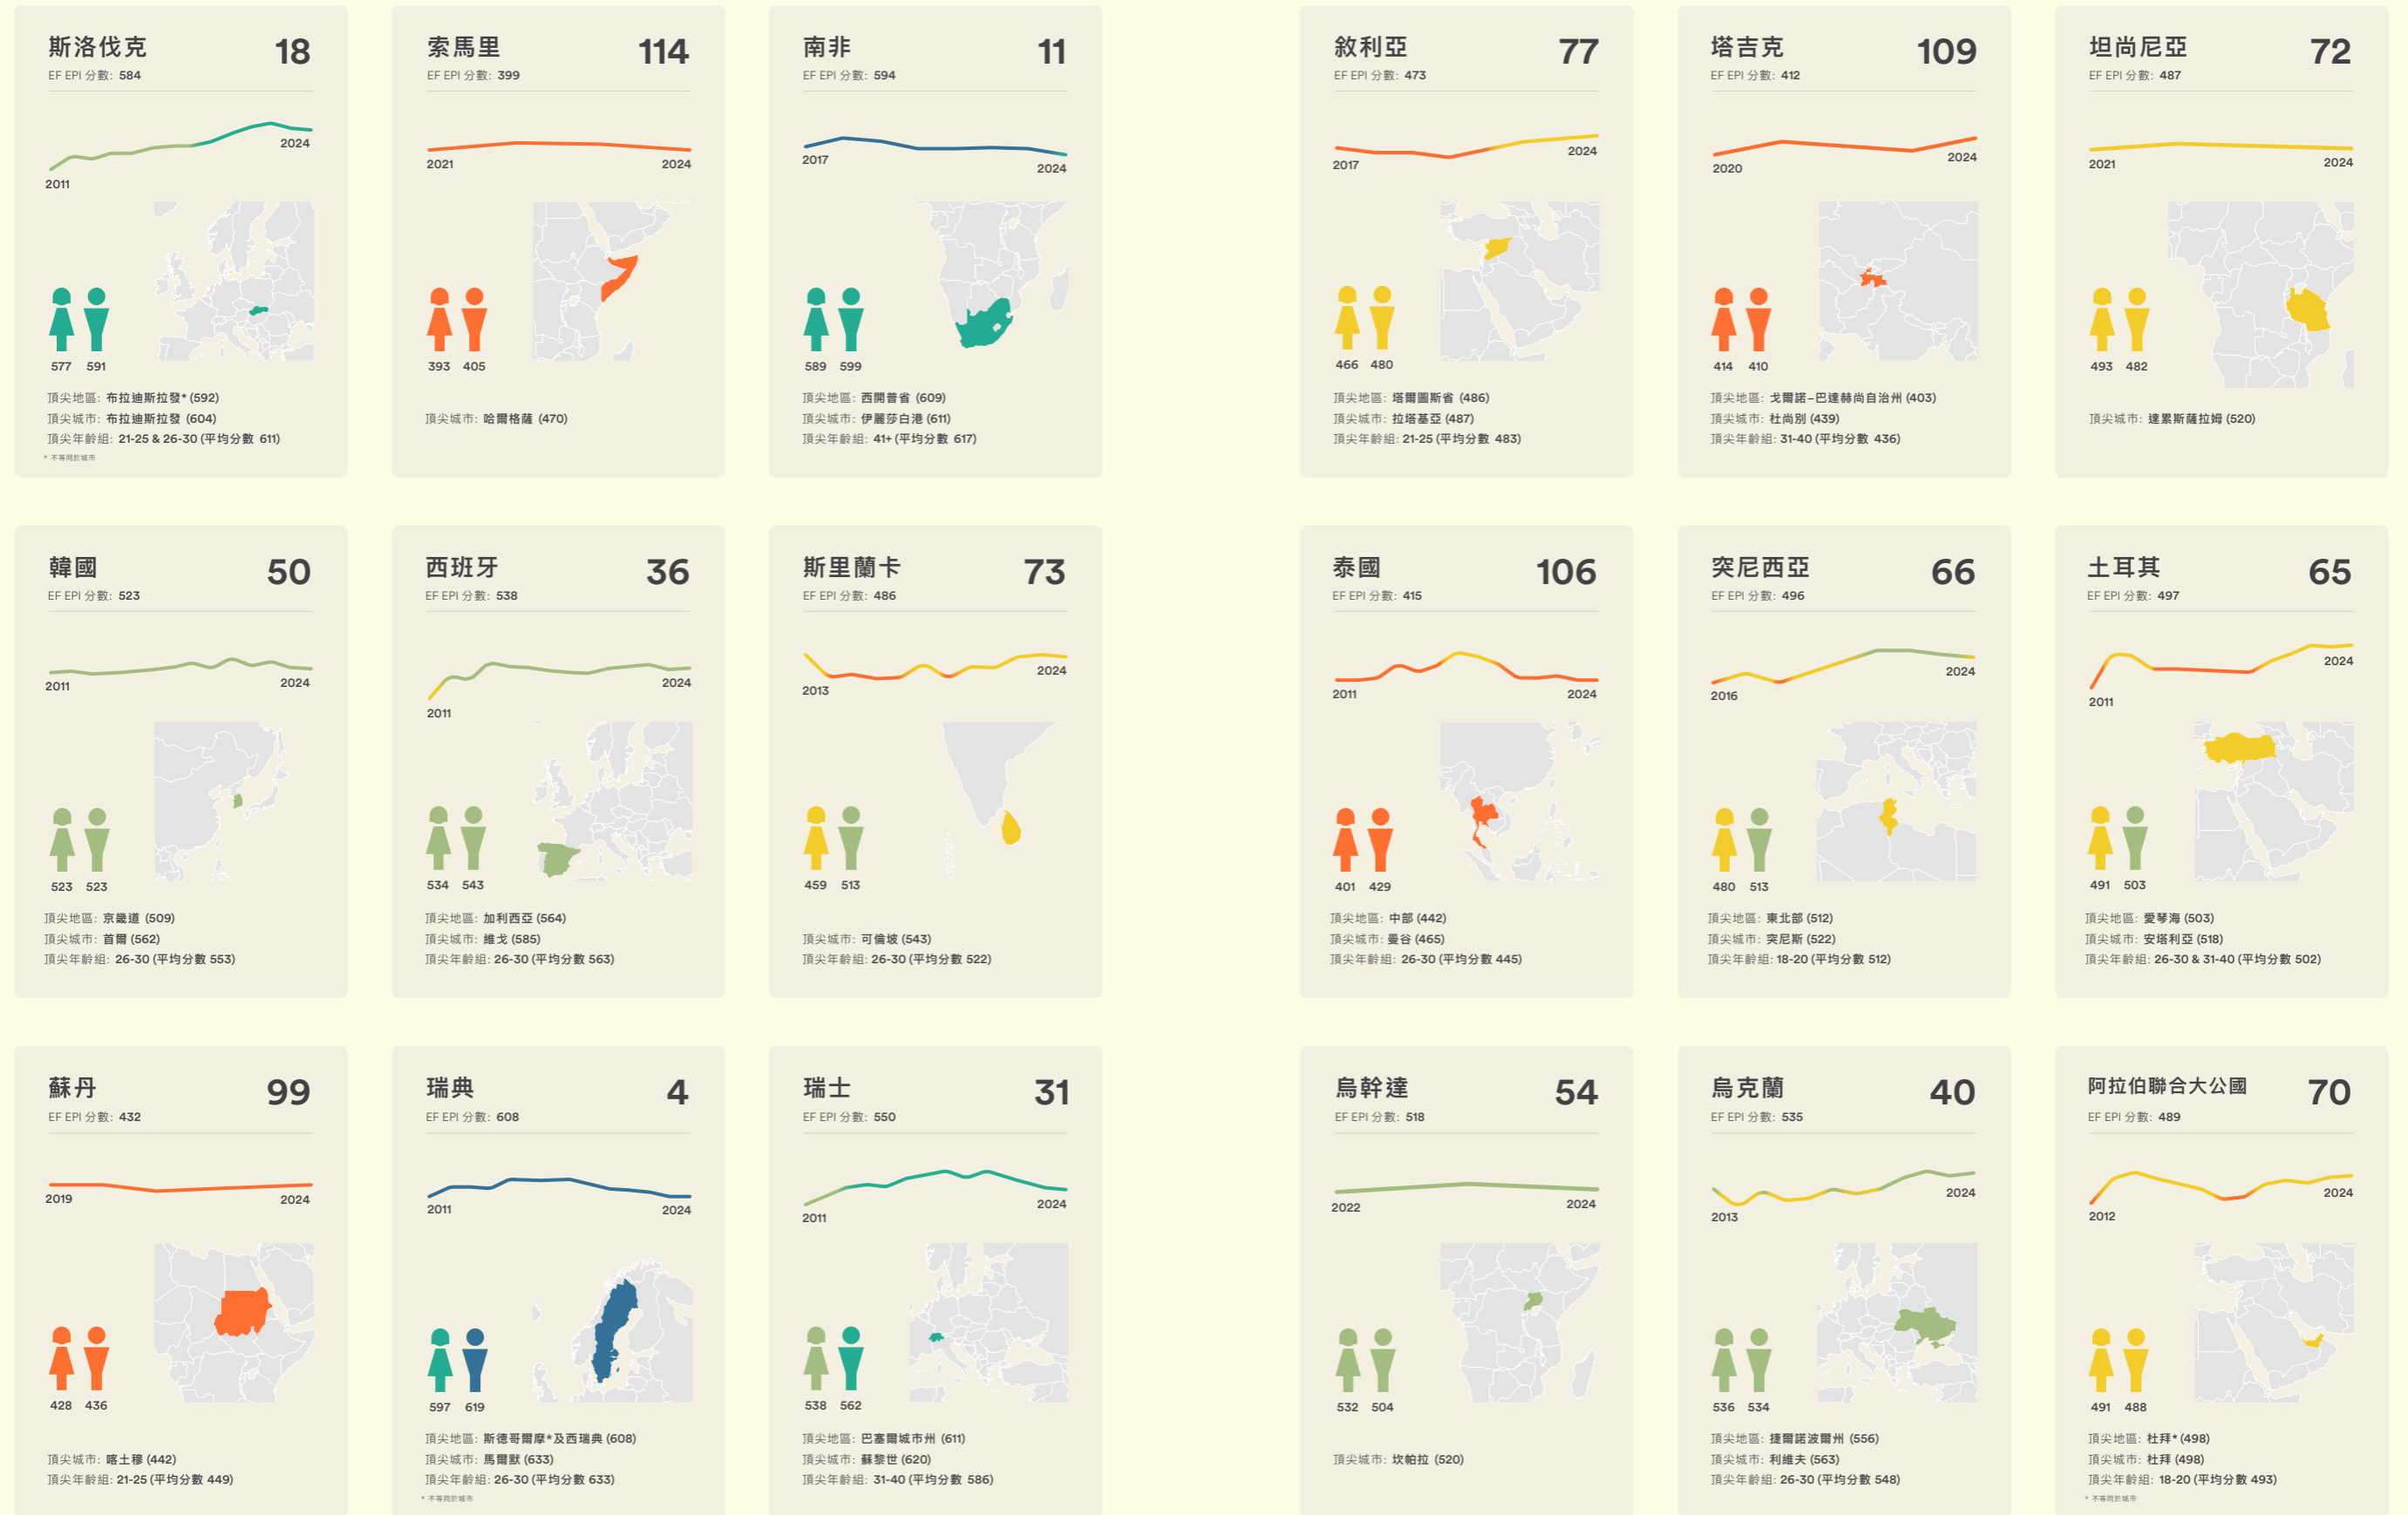 斯洛伐克
18
EF EPI 分數: 584
2011
2024
577 591
頂尖地區: 布拉迪斯拉發* (592)
頂尖城市: 布拉迪斯拉發 (604)
頂尖年齡組: 21-25 & 26-30 (平均分數 611)
* 不等同於城市
索馬里
114
EF EPI 分數: 399
2021
2024
393 405
頂尖城市: 哈爾格薩 (470)
南非
11
EF EPI 分數: 594
2017
2024
589 599
頂尖地區: 西開普省 (609)
頂尖城市: 伊麗莎白港 (611)
頂尖年齡組: 41+ (平均分數 617)
敘利亞
77
EF EPI 分數: 473
2017
2024
466 480
頂尖地區: 塔爾圖斯省 (486)
頂尖城市: 拉塔基亞 (487)
頂尖年齡組: 21-25 (平均分數 483)
塔吉克
109
EF EPI 分數: 412
2020
2024
414 410
頂尖地區: 戈爾諾–巴達赫尚自治州 (403)
頂尖城市: 杜尚別 (439)
頂尖年齡組: 31-40 (平均分數 436)
坦尚尼亞
72
EF EPI 分數: 487
2021
2024
493 482
頂尖城市: 達累斯薩拉姆 (520)
韓國
50
EF EPI 分數: 523
2011
2024
523 523
頂尖地區: 京畿道 (509)
頂尖城市: 首爾 (562)
頂尖年齡組: 26-30 (平均分數 553)
西班牙
36
EF EPI 分數: 538
2011
2024
534 543
頂尖地區: 加利西亞 (564)
頂尖城市: 維戈 (585)
頂尖年齡組: 26-30 (平均分數 563)
斯里蘭卡
73
EF EPI 分數: 486
2013
2024
459 513
頂尖城市: 可倫坡 (543)
頂尖年齡組: 26-30 (平均分數 522)
泰國
106
EF EPI 分數: 415
2011
2024
401 429
頂尖地區: 中部 (442)
頂尖城市: 曼谷 (465)
頂尖年齡組: 26-30 (平均分數 445)
突尼西亞
66
EF EPI 分數: 496
2016
2024
480 513
頂尖地區: 東北部 (512)
頂尖城市: 突尼斯 (522)
頂尖年齡組: 18-20 (平均分數 512)
土耳其
65
EF EPI 分數: 497
2011
2024
491 503
頂尖地區: 愛琴海 (503)
頂尖城市: 安塔利亞 (518)
頂尖年齡組: 26-30 & 31-40 (平均分數 502)
蘇丹
99
EF EPI 分數: 432
2019
2024
428 436
頂尖城市: 喀土穆 (442)
頂尖年齡組: 21-25 (平均分數 449)
瑞典
4
EF EPI 分數: 608
2011
2024
597 619
頂尖地區: 斯德哥爾摩*及西瑞典 (608)
頂尖城市: 馬爾默 (633)
頂尖年齡組: 26-30 (平均分數 633)
* 不等同於城市
瑞士
31
EF EPI 分數: 550
2011
2024
538 562
頂尖地區: 巴塞爾城市州 (611)
頂尖城市: 蘇黎世 (620)
頂尖年齡組: 31-40 (平均分數 586)
烏幹達
54
EF EPI 分數: 518
2022
2024
532 504
頂尖城市: 坎帕拉 (520)
烏克蘭
40
EF EPI 分數: 535
2013
2024
536 534
頂尖地區: 捷爾諾波爾州 (556)
頂尖城市: 利維夫 (563)
頂尖年齡組: 26-30 (平均分數 548)
阿拉伯聯合大公國
70
EF EPI 分數: 489
2012
2024
491 488
頂尖地區: 杜拜* (498)
頂尖城市: 杜拜 (498)
頂尖年齡組: 18-20 (平均分數 493)
* 不等同於城市